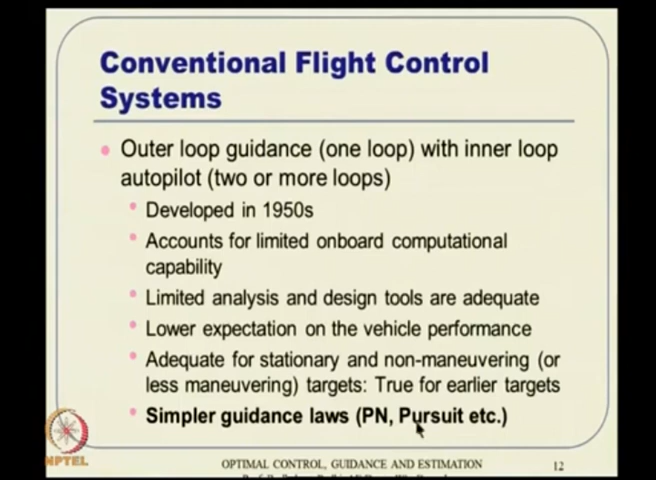 Conventional Flight Control
Systems
Outer loop guidance (one loop) with inner loop
autopilot (two or more loops)
Developed in 1950s
Accounts for limited onboard computational
capability
Limited analysis and design tools are adequate
Lower expectation on the vehicle performance
Adequate for stationary and non-maneuvering (or
less maneuvering) targets: True for earlier targets
Simpler guidance laws (PN, Pursuit etc.)
NPTEL
OPTIMAL CONTROL, GUIDANCE AND ESTIMATION
12